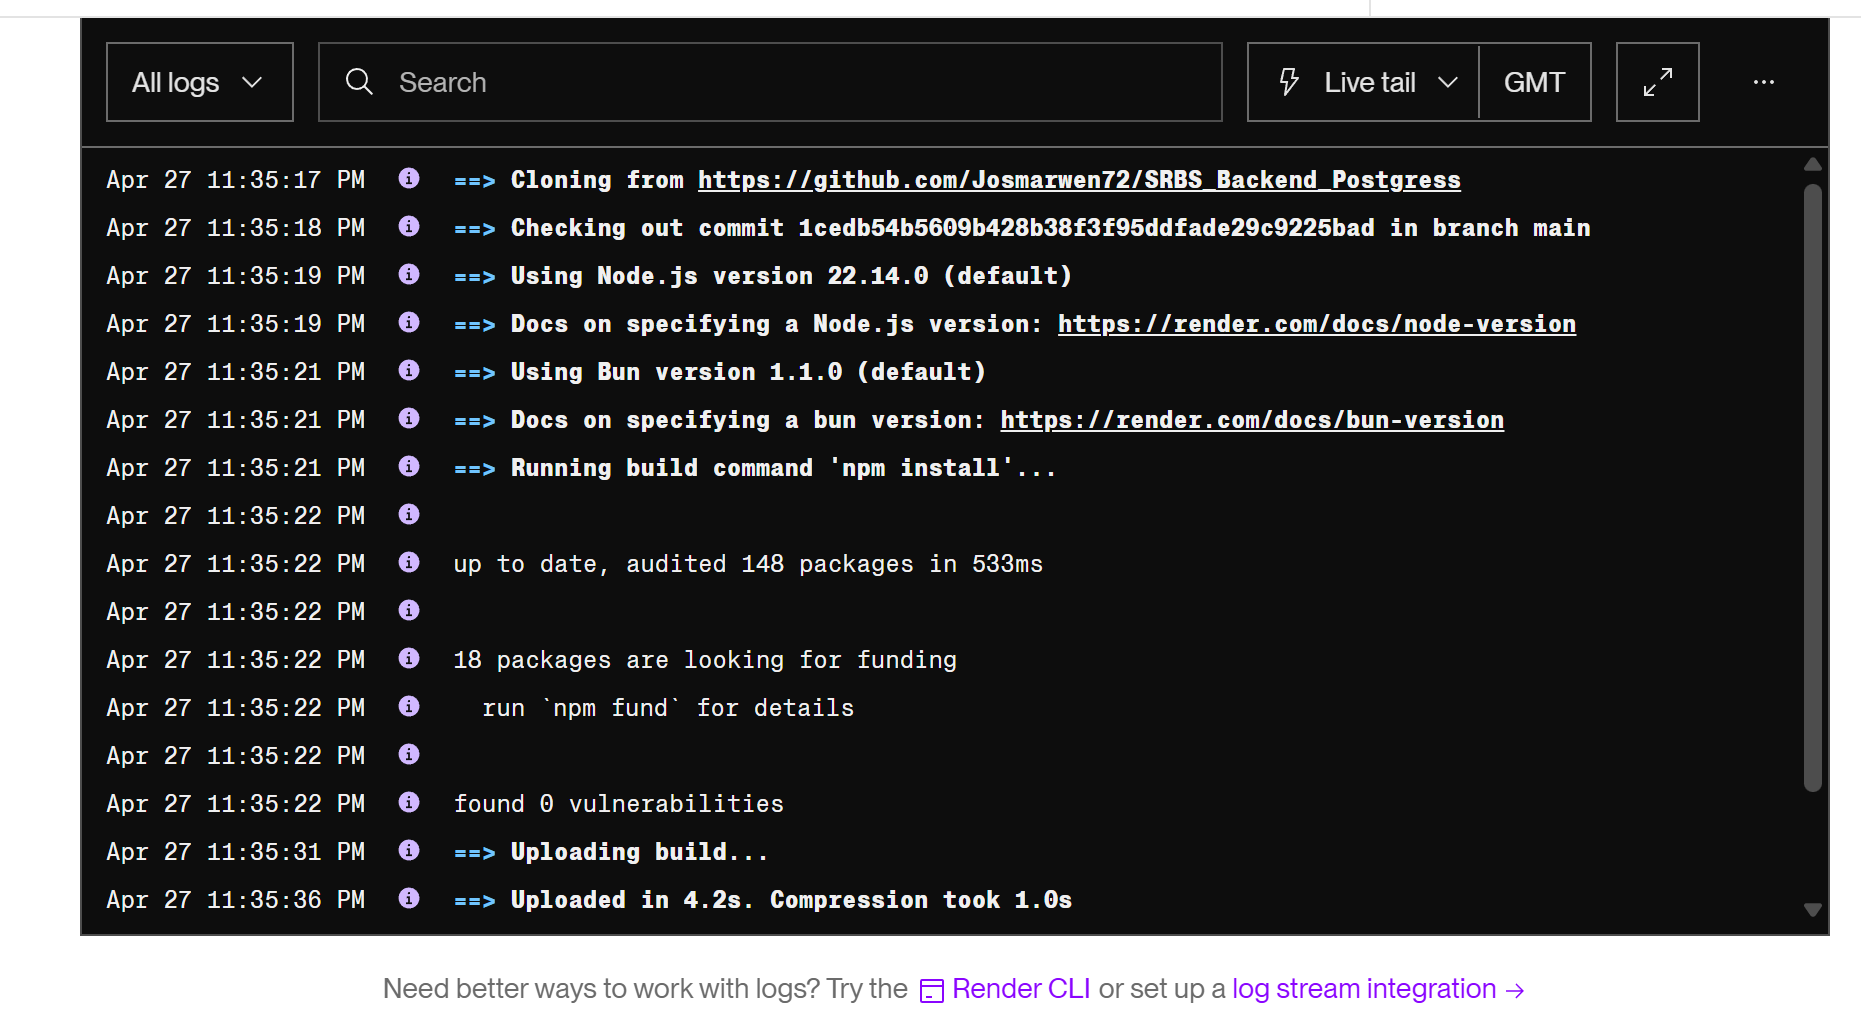 All logs
Search
Live tail
GMT
Apr 27 11:35:17 PM ==> Cloning from https://github.com/Josmarwen72/SRBS_Backend_Postgress
Apr 27 11:35:18 PM ==> Checking out commit 1cedb54b5609b428b38f3f95ddfade29c9225bad in branch main
Apr 27 11:35:19 PM ==> Using Node.js version 22.14.0 (default)
Apr 27 11:35:19 PM ==> Docs on specifying a Node.js version: https://render.com/docs/node-version
Apr 27 11:35:21 PM ==> Using Bun version 1.1.0 (default)
Apr 27 11:35:21 PM ==> Docs on specifying a bun version: https://render.com/docs/bun-version
Apr 27 11:35:21 PM ==> Running build command 'npm install'...
Apr 27 11:35:22 PM
Apr 27 11:35:22 PM up to date, audited 148 packages in 533ms
Apr 27 11:35:22 PM
Apr 27 11:35:22 PM 18 packages are looking for funding
Apr 27 11:35:22 PM run `npm fund` for details
Apr 27 11:35:22 PM
Apr 27 11:35:22 PM found 0 vulnerabilities
Apr 27 11:35:31 PM ==> Uploading build...
Apr 27 11:35:36 PM ==> Uploaded in 4.2s. Compression took 1.0s
Need better ways to work with logs? Try the Render CLI or set up a log stream integration →